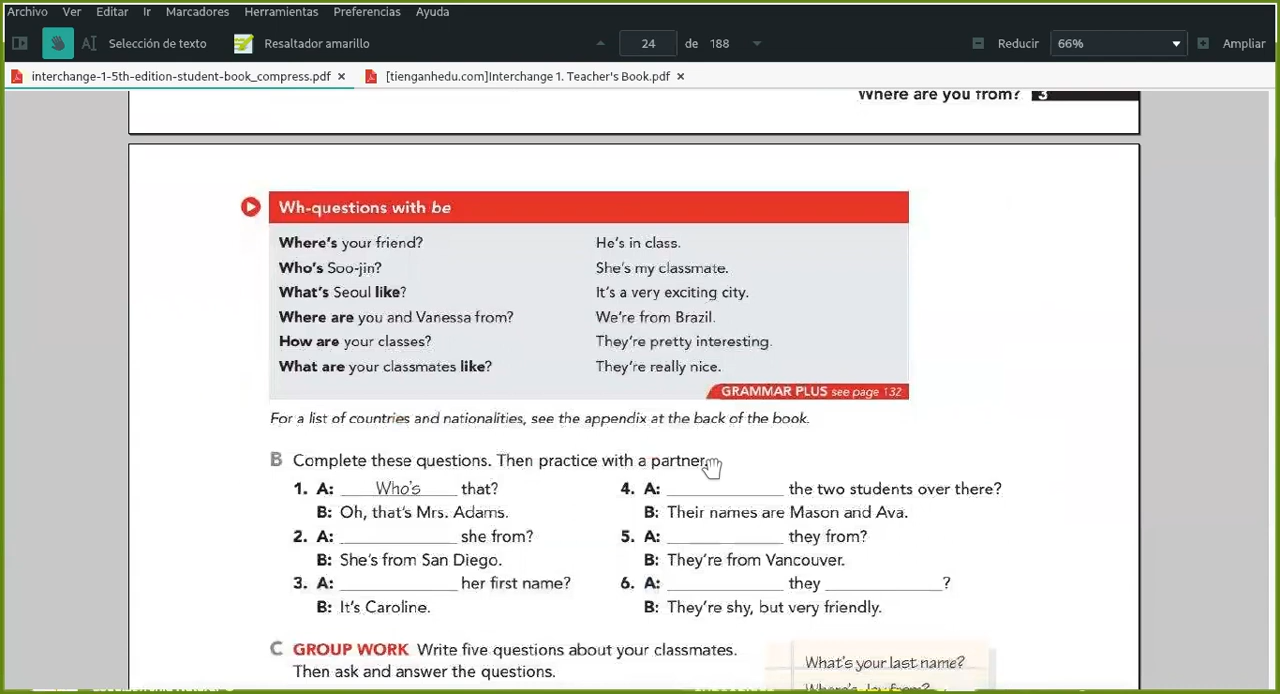 Archivo Ver Editar Ir Marcadores Herramientas Preferencias Ayuda
Selección de texto Resaltador amarillo 24 de 188 Reducir 66% Ampliar
interchange-1-5th-edition-student-book_compress.pdf × [tienganhedu.com]Interchange 1. Teacher's Book.pdf ×
Where are you from? 3
Wh-questions with be
Where's your friend? He's in class.
Who's Soo-jin? She's my classmate.
What's Seoul like? It's a very exciting city.
Where are you and Vanessa from? We're from Brazil.
How are your classes? They're pretty interesting.
What are your classmates like? They're really nice.
GRAMMAR PLUS see page 132
For a list of countries and nationalities, see the appendix at the back of the book.
B Complete these questions. Then practice with a partner.
1. A: Who's that?
B: Oh, that's Mrs. Adams.
2. A: ____________ she from?
B: She's from San Diego.
3. A: ____________ her first name?
B: It's Caroline.
4. A: ____________ the two students over there?
B: Their names are Mason and Ava.
5. A: ____________ they from?
B: They're from Vancouver.
6. A: ____________ they ____________ ?
B: They're shy, but very friendly.
C GROUP WORK Write five questions about your classmates.
Then ask and answer the questions.
What's your last name?